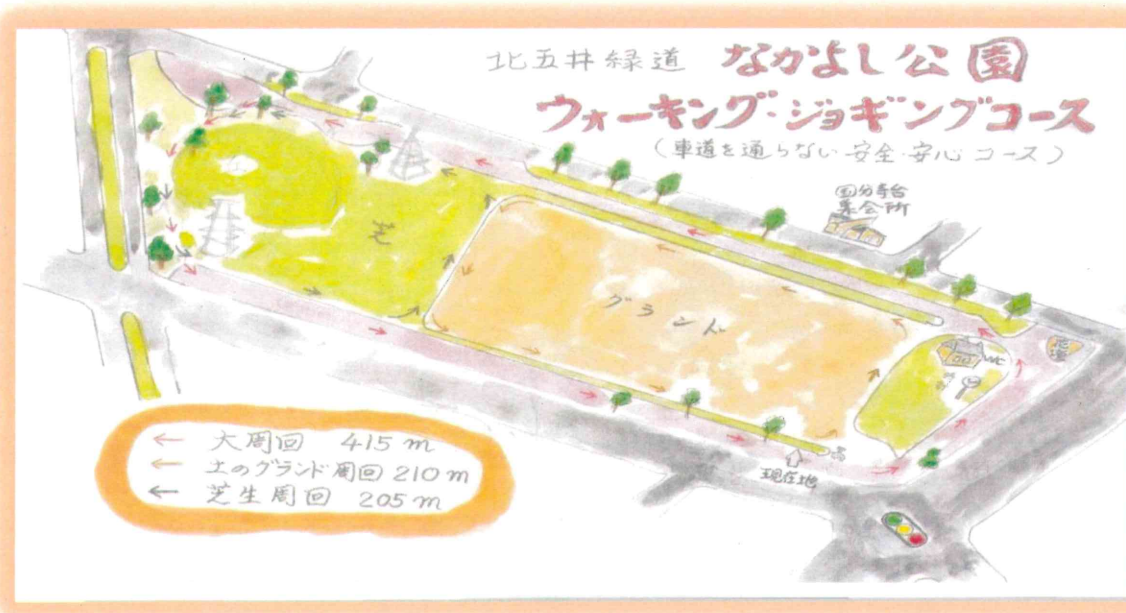 北五井緑道 なかよし公園
ウォーキング・ジョギングコース
(車道を通らない安全・安心コース)
国分寺台
集会所
芝
グランド
WC
花壇
現在地
← 大周回 415m
← 土のグランド周回 210m
← 芝生周回 205m